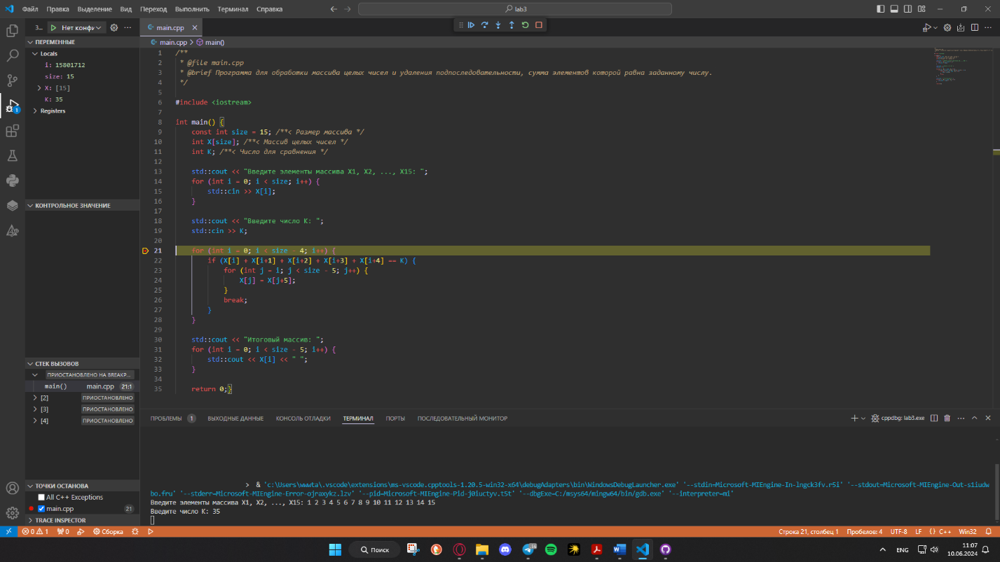 Файл Правка Выделение Вид Переход Выполнить Терминал Справка
lab3
3... Нет конфи
main.cpp
ПЕРЕМЕННЫЕ
Locals
i: 15801712
size: 15
X: [15]
K: 35
Registers
КОНТРОЛЬНОЕ ЗНАЧЕНИЕ
СТЕК ВЫЗОВОВ
ПРИОСТАНОВЛЕНО НА BREAKP...
main() main.cpp 21:1
[2] ПРИОСТАНОВЛЕНО
[3] ПРИОСТАНОВЛЕНО
[4] ПРИОСТАНОВЛЕНО
ТОЧКИ ОСТАНОВА
All C++ Exceptions
main.cpp 21
TRACE INSPECTOR
main.cpp > main()
1 /**
2 * @file main.cpp
3 * @brief Программа для обработки массива целых чисел и удаления подпоследовательности, сумма элементов которой равна заданному числу.
4 */
5
6 #include <iostream>
7
8 int main() {
9 const int size = 15; /**< Размер массива */
10 int X[size]; /**< Массив целых чисел */
11 int K; /**< Число для сравнения */
12
13 std::cout << "Введите элементы массива X1, X2, ..., X15: ";
14 for (int i = 0; i < size; i++) {
15 std::cin >> X[i];
16 }
17
18 std::cout << "Введите число K: ";
19 std::cin >> K;
20
21 for (int i = 0; i < size - 4; i++) {
22 if (X[i] + X[i+1] + X[i+2] + X[i+3] + X[i+4] == K) {
23 for (int j = i; j < size - 5; j++) {
24 X[j] = X[j+5];
25 }
26 break;
27 }
28 }
29
30 std::cout << "Итоговый массив: ";
31 for (int i = 0; i < size - 5; i++) {
32 std::cout << X[i] << " ";
33 }
34
35 return 0;}
ПРОБЛЕМЫ 1 ВЫХОДНЫЕ ДАННЫЕ КОНСОЛЬ ОТЛАДКИ ТЕРМИНАЛ ПОРТЫ ПОСЛЕДОВАТЕЛЬНЫЙ МОНИТОР
cppdbg: lab3.exe
> & 'c:\Users\wwwta\.vscode\extensions\ms-vscode.cpptools-1.20.5-win32-x64\debugAdapters\bin\WindowsDebugLauncher.exe' '--stdin=Microsoft-MIEngine-In-lngck3fv.r5i' '--stdout=Microsoft-MIEngine-Out-s1iudw
bo.fru' '--stderr=Microsoft-MIEngine-Error-ojraxykz.lzv' '--pid=Microsoft-MIEngine-Pid-j0iuctyv.t5t' '--dbgExe=C:/msys64/mingw64/bin/gdb.exe' '--interpreter=mi'
Введите элементы массива X1, X2, ..., X15: 1 2 3 4 5 6 7 8 9 10 11 12 13 14 15
Введите число K: 35
0 1 0 Сборка
Строка 21, столбец 1 Пробелов: 4 UTF-8 LF {} C++ Win32
Поиск
ENG
11:07
10.06.2024